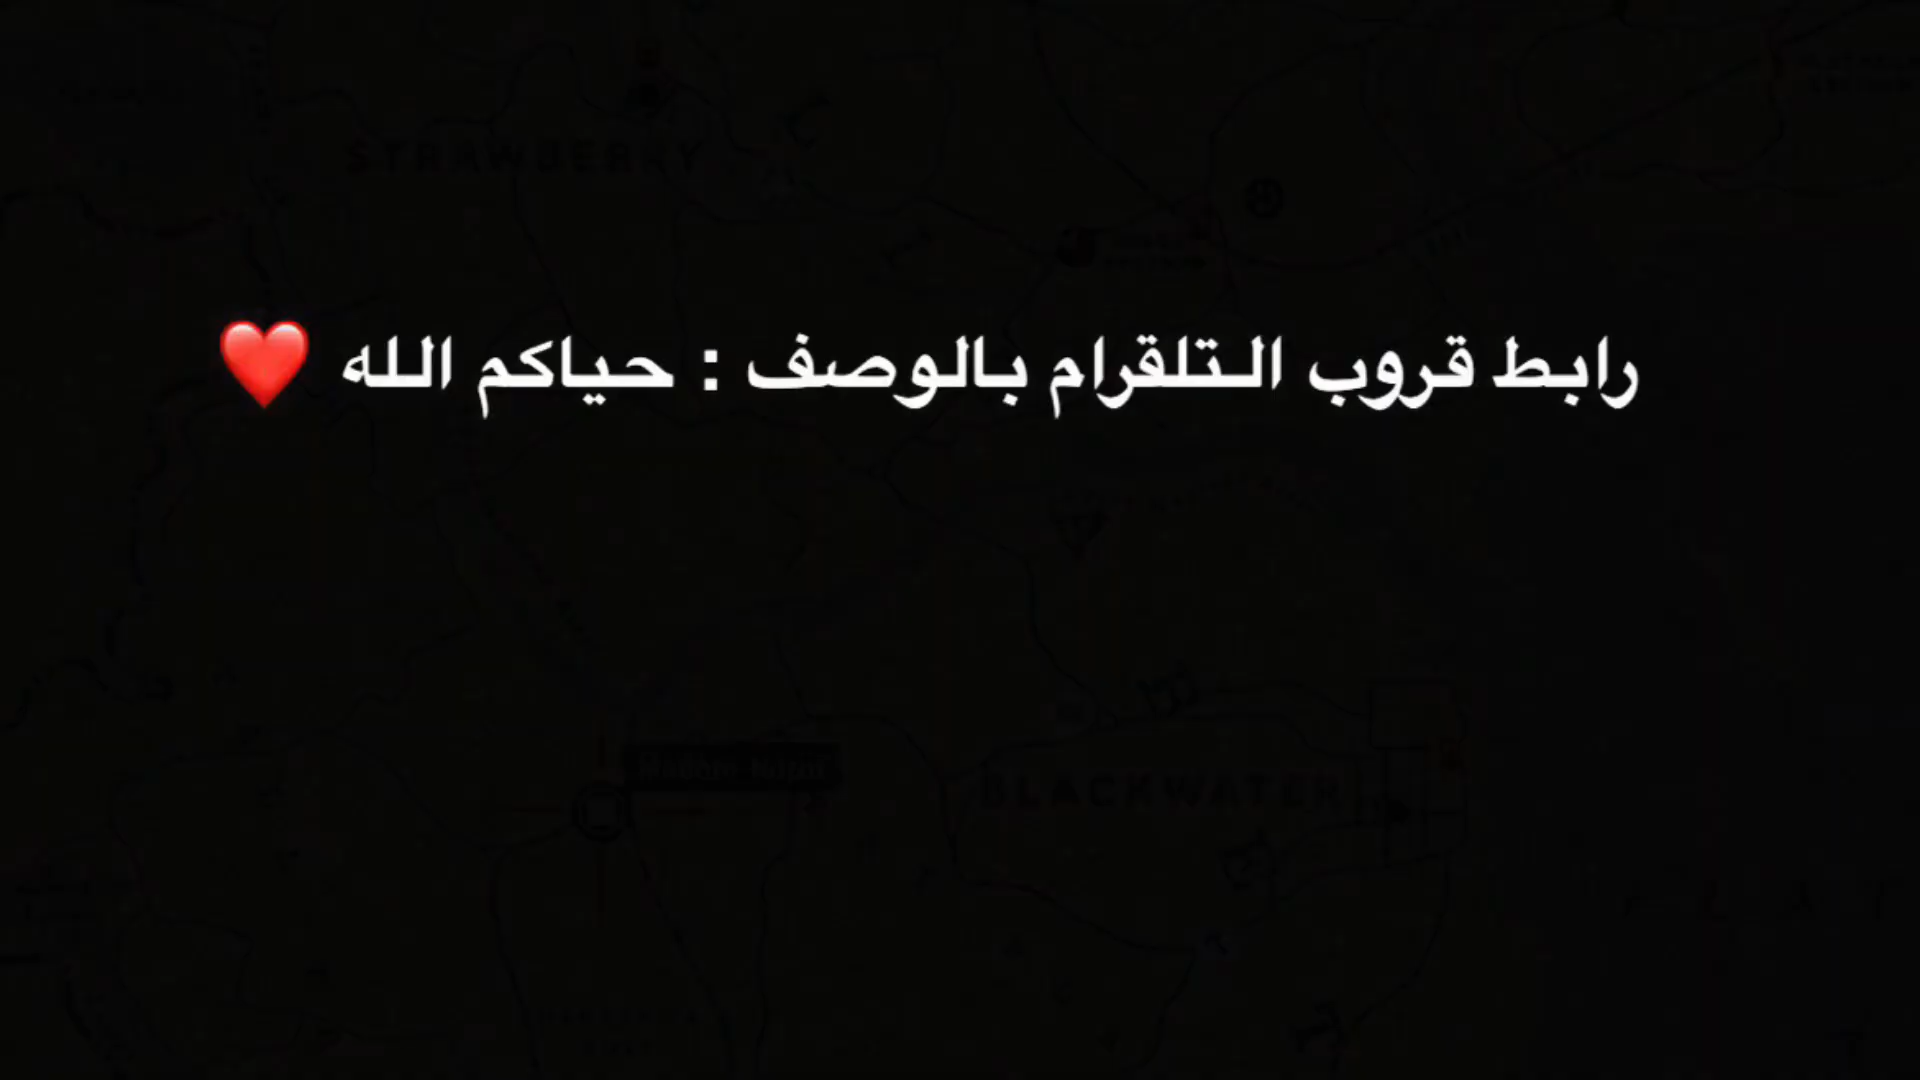 STRAWBERRY
رابط قروب التلقرام بالوصف : حياكم الله ❤️
BLACKWATER